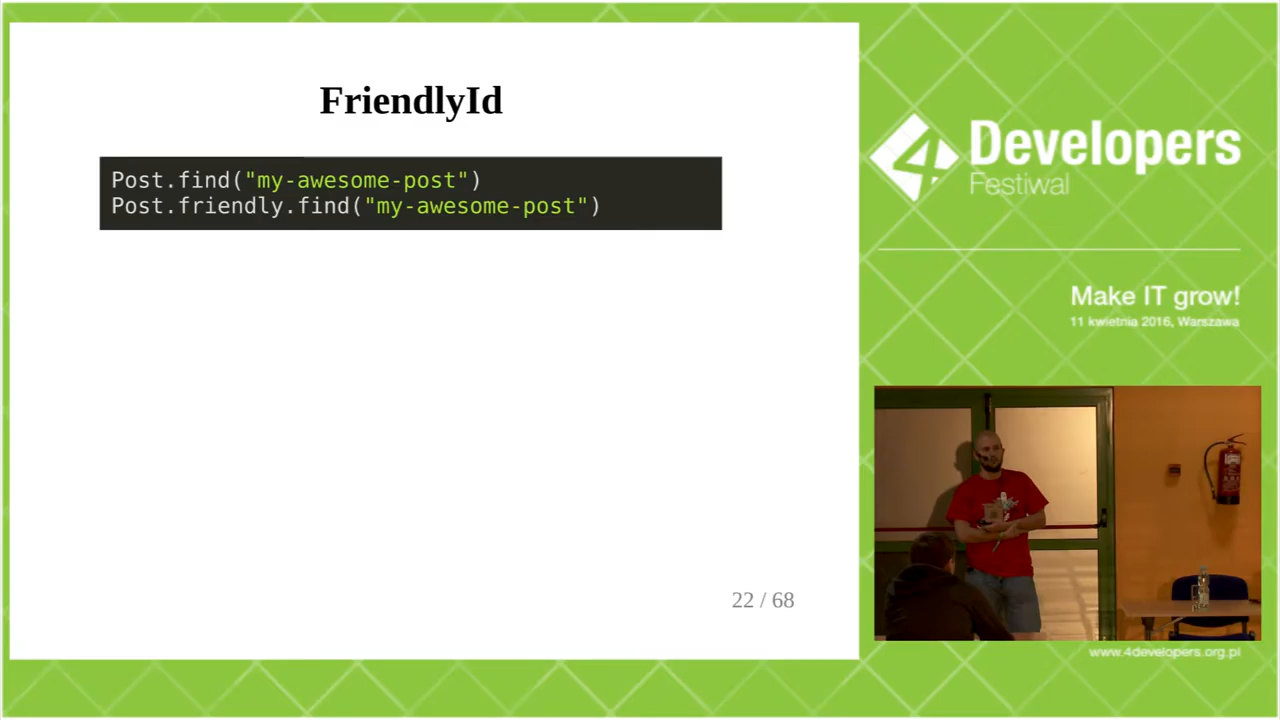 FriendlyId
Post.find("my-awesome-post")
Post.friendly.find("my-awesome-post")
22 / 68
4Developers
Festiwal
Make IT grow!
11 kwietnia 2016, Warszawa
www.4developers.org.pl